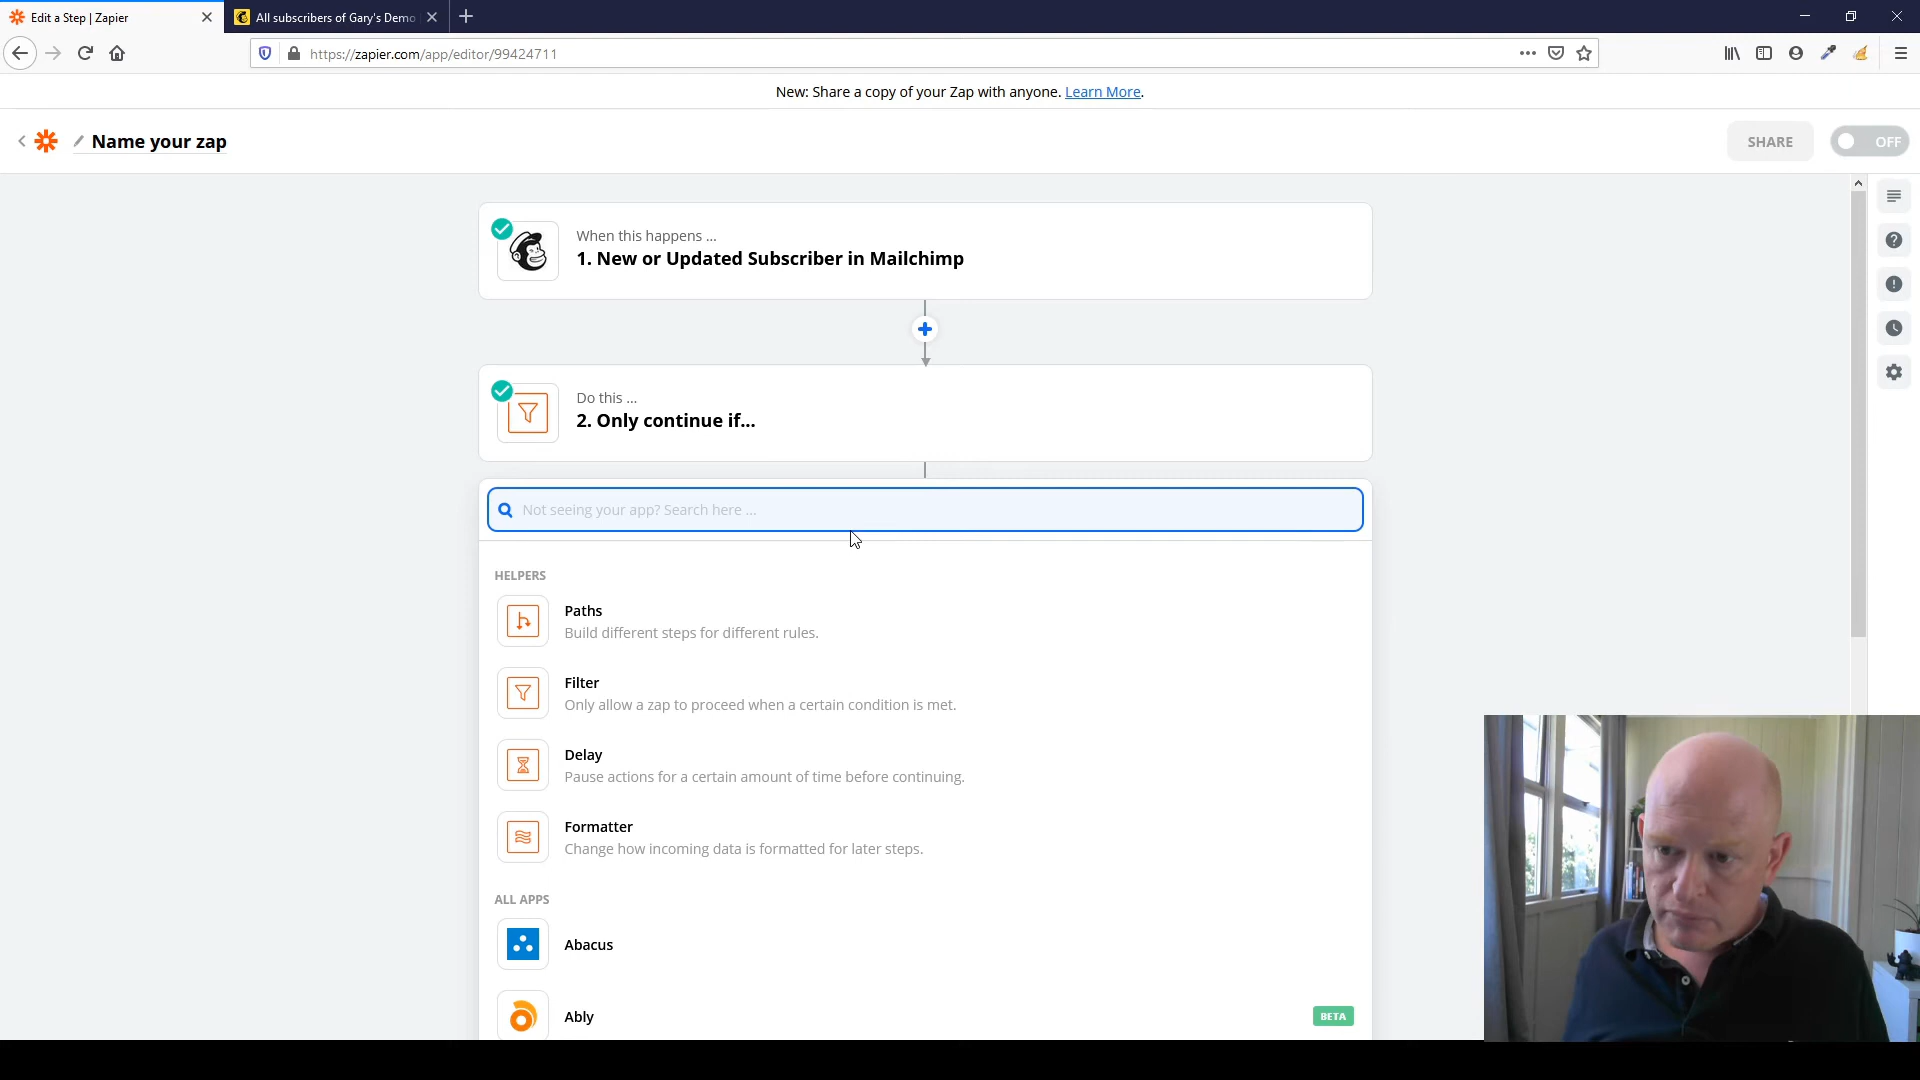 Edit a Step | Zapier
All subscribers of Gary's Demo
https://zapier.com/app/editor/99424711
New: Share a copy of your Zap with anyone. Learn More.
Name your zap
SHARE
OFF
When this happens ...
1. New or Updated Subscriber in Mailchimp
Do this ...
2. Only continue if...
Not seeing your app? Search here ...
HELPERS
Paths
Build different steps for different rules.
Filter
Only allow a zap to proceed when a certain condition is met.
Delay
Pause actions for a certain amount of time before continuing.
Formatter
Change how incoming data is formatted for later steps.
ALL APPS
Abacus
Ably
BETA